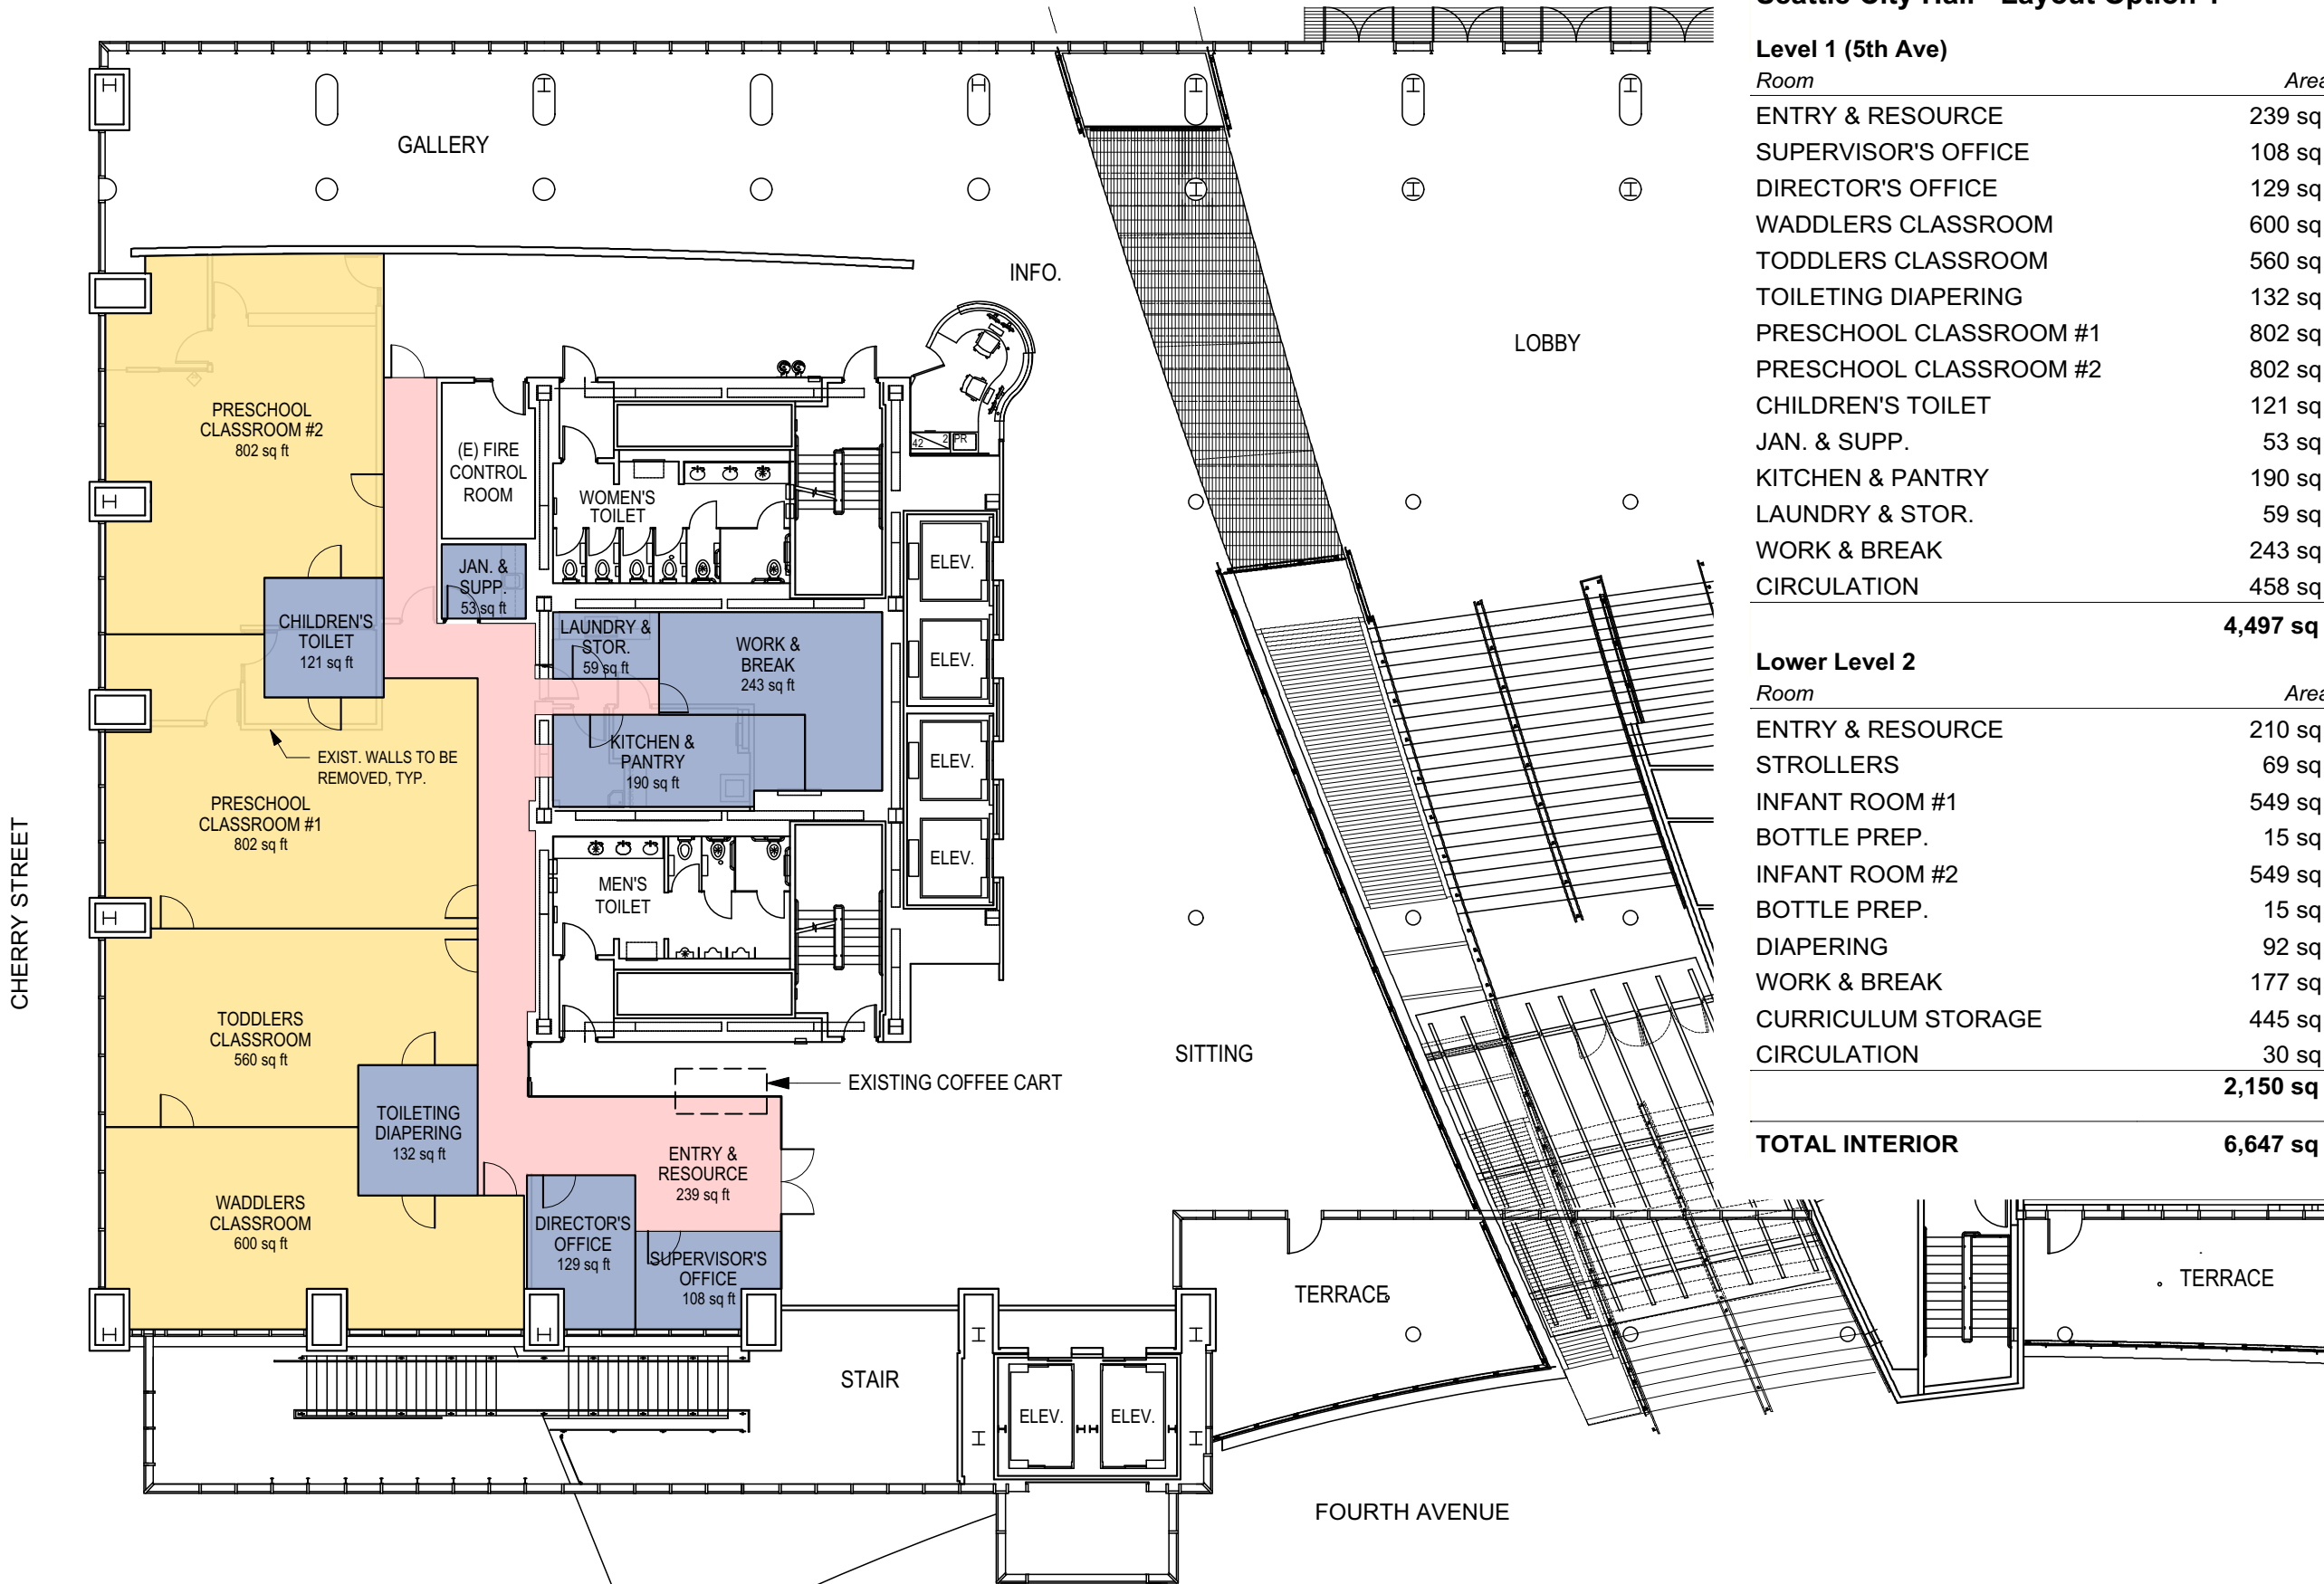 Seattle City Hall - Layout Option 1
Level 1 (5th Ave)
Room Area
ENTRY & RESOURCE 239 sq
SUPERVISOR'S OFFICE 108 sq
DIRECTOR'S OFFICE 129 sq
WADDLERS CLASSROOM 600 sq
TODDLERS CLASSROOM 560 sq
TOILETING DIAPERING 132 sq
PRESCHOOL CLASSROOM #1 802 sq
PRESCHOOL CLASSROOM #2 802 sq
CHILDREN'S TOILET 121 sq
JAN. & SUPP. 53 sq
KITCHEN & PANTRY 190 sq
LAUNDRY & STOR. 59 sq
WORK & BREAK 243 sq
CIRCULATION 458 sq
4,497 sq
Lower Level 2
Room Area
ENTRY & RESOURCE 210 sq
STROLLERS 69 sq
INFANT ROOM #1 549 sq
BOTTLE PREP. 15 sq
INFANT ROOM #2 549 sq
BOTTLE PREP. 15 sq
DIAPERING 92 sq
WORK & BREAK 177 sq
CURRICULUM STORAGE 445 sq
CIRCULATION 30 sq
2,150 sq
TOTAL INTERIOR 6,647 sq
GALLERY
INFO.
LOBBY
PRESCHOOL
CLASSROOM #2
802 sq ft
(E) FIRE
CONTROL
ROOM
WOMEN'S
TOILET
42
2
PR
ELEV.
JAN. &
SUPP.
53 sq ft
CHILDREN'S
TOILET
121 sq ft
LAUNDRY &
STOR.
59 sq ft
WORK &
BREAK
243 sq ft
ELEV.
KITCHEN &
PANTRY
190 sq ft
ELEV.
EXIST. WALLS TO BE
REMOVED, TYP.
PRESCHOOL
CLASSROOM #1
802 sq ft
ELEV.
MEN'S
TOILET
CHERRY STREET
TODDLERS
CLASSROOM
560 sq ft
SITTING
EXISTING COFFEE CART
TOILETING
DIAPERING
132 sq ft
ENTRY &
RESOURCE
239 sq ft
WADDLERS
CLASSROOM
600 sq ft
DIRECTOR'S
OFFICE
129 sq ft
SUPERVISOR'S
OFFICE
108 sq ft
TERRACE
TERRACE
STAIR
ELEV.
ELEV.
FOURTH AVENUE